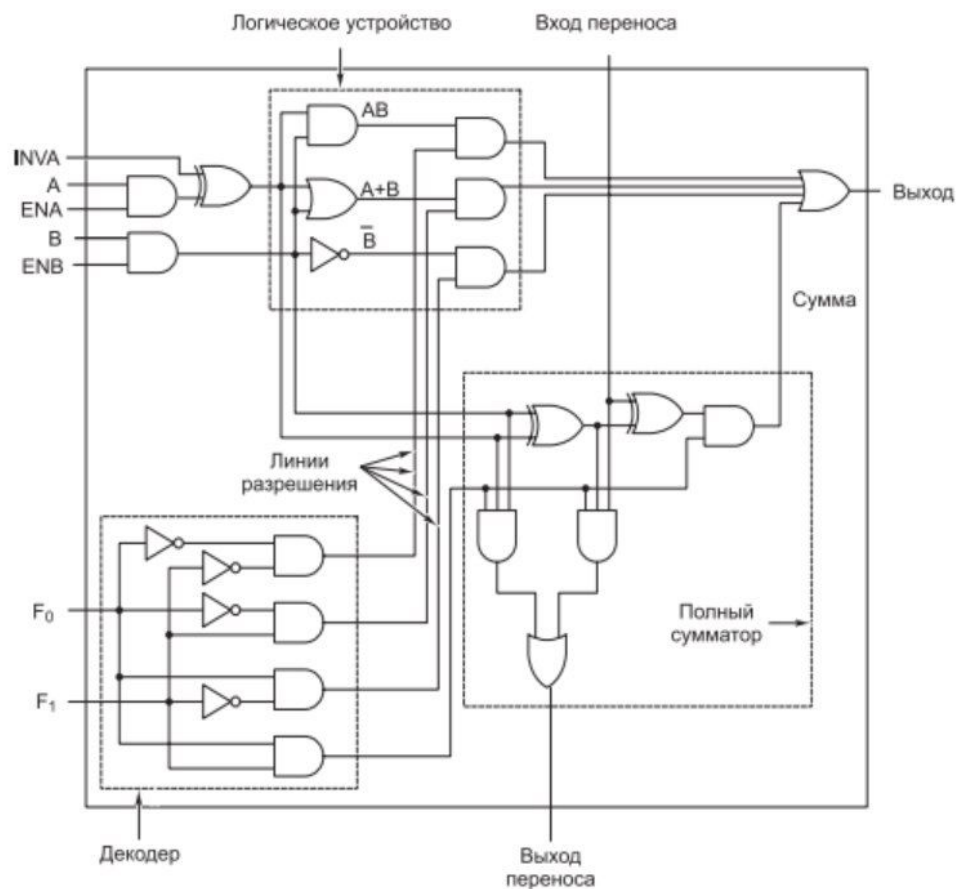 Логическое устройство
Вход переноса
AB
INVA
A
ENA
A+B
Выход
B
ENB
B̅
Сумма
Линии
разрешения
F₀
Полный
сумматор
F₁
Декодер
Выход
переноса